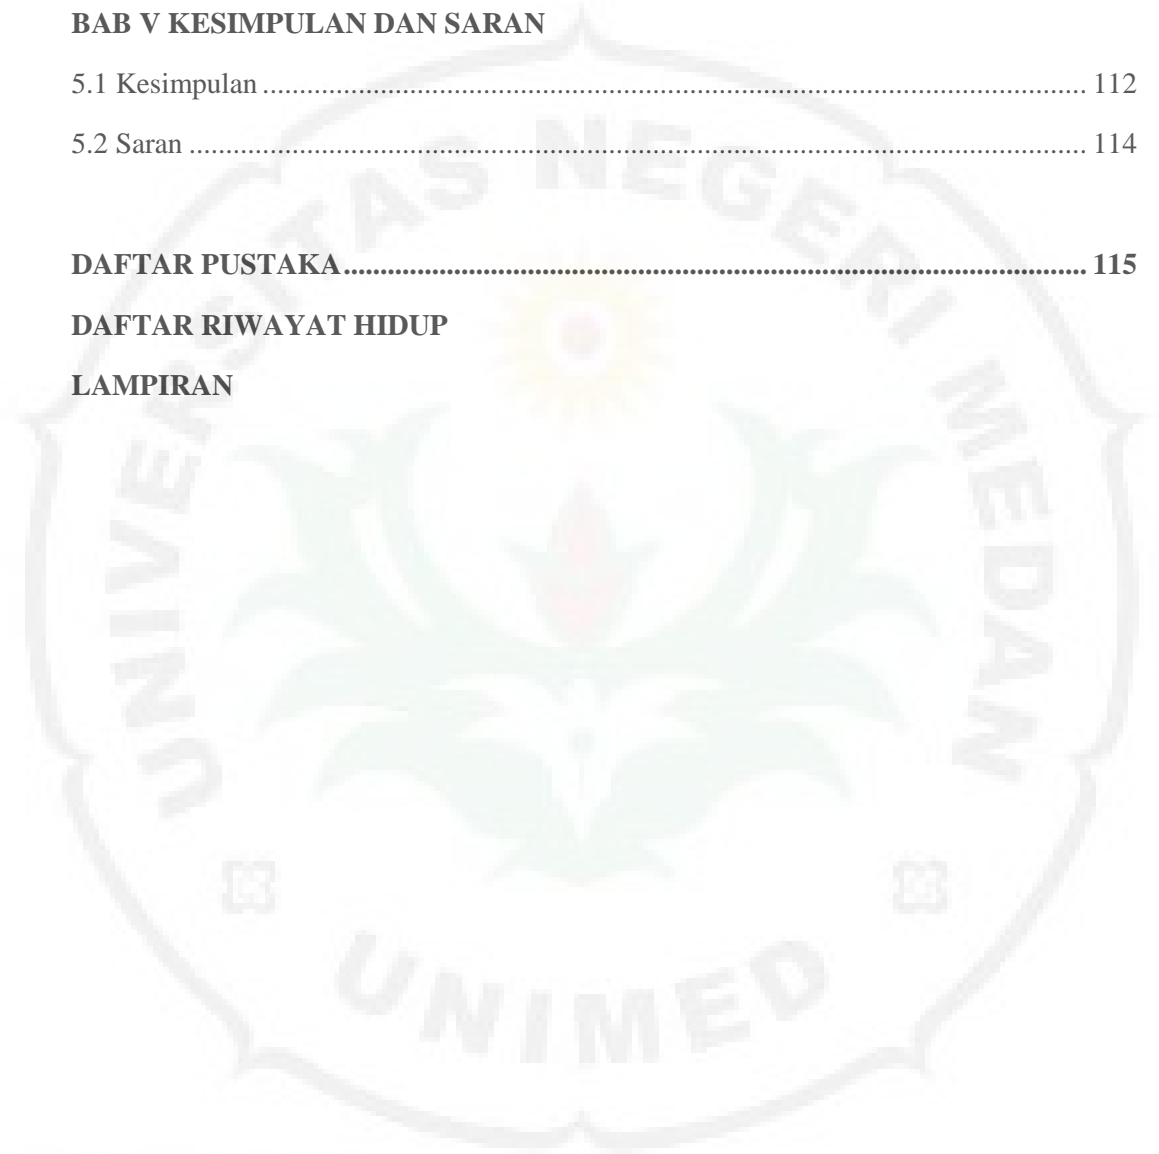 BAB V KESIMPULAN DAN SARAN
5.1 Kesimpulan ................................................................................................................ 112
5.2 Saran .......................................................................................................................... 114
DAFTAR PUSTAKA..................................................................................................... 115
DAFTAR RIWAYAT HIDUP
LAMPIRAN
UNIVERSITAS NEGERI MEDAN
UNIMED